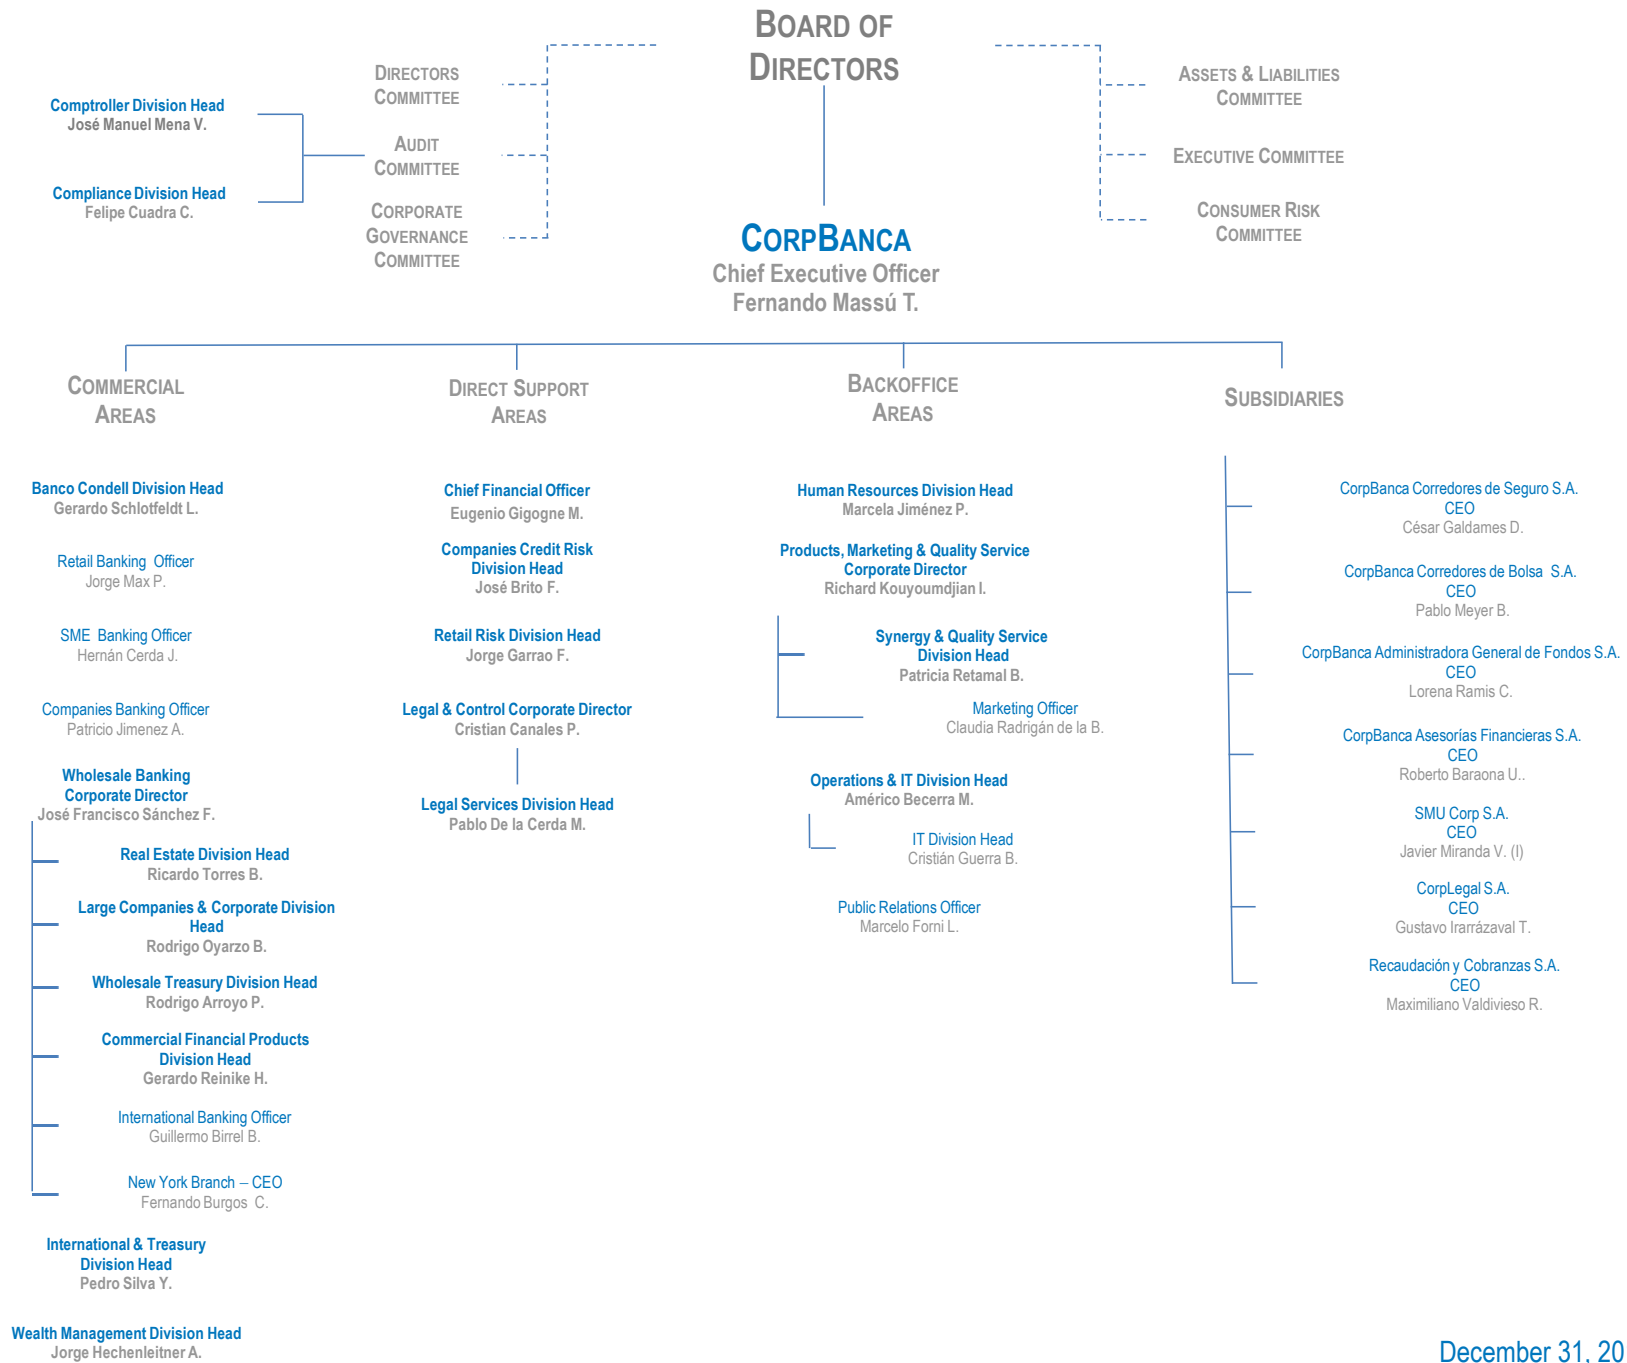 BOARD OF
DIRECTORS
DIRECTORS
COMMITTEE
AUDIT
COMMITTEE
CORPORATE
GOVERNANCE
COMMITTEE
ASSETS & LIABILITIES
COMMITTEE
EXECUTIVE COMMITTEE
CONSUMER RISK
COMMITTEE
Comptroller Division Head
José Manuel Mena V.
Compliance Division Head
Felipe Cuadra C.
CORPBANCA
Chief Executive Officer
Fernando Massú T.
COMMERCIAL
AREAS
Banco Condell Division Head
Gerardo Schlotfeldt L.
Retail Banking Officer
Jorge Max P.
SME Banking Officer
Hernán Cerda J.
Companies Banking Officer
Patricio Jimenez A.
Wholesale Banking
Corporate Director
José Francisco Sánchez F.
Real Estate Division Head
Ricardo Torres B.
Large Companies & Corporate Division
Head
Rodrigo Oyarzo B.
Wholesale Treasury Division Head
Rodrigo Arroyo P.
Commercial Financial Products
Division Head
Gerardo Reinike H.
International Banking Officer
Guillermo Birrel B.
New York Branch – CEO
Fernando Burgos C.
International & Treasury
Division Head
Pedro Silva Y.
Wealth Management Division Head
Jorge Hechenleitner A.
DIRECT SUPPORT
AREAS
Chief Financial Officer
Eugenio Gigogne M.
Companies Credit Risk
Division Head
José Brito F.
Retail Risk Division Head
Jorge Garrao F.
Legal & Control Corporate Director
Cristian Canales P.
Legal Services Division Head
Pablo De la Cerda M.
BACKOFFICE
AREAS
Human Resources Division Head
Marcela Jiménez P.
Products, Marketing & Quality Service
Corporate Director
Richard Kouyoumdjian I.
Synergy & Quality Service
Division Head
Patricia Retamal B.
Marketing Officer
Claudia Radrigán de la B.
Operations & IT Division Head
Américo Becerra M.
IT Division Head
Cristián Guerra B.
Public Relations Officer
Marcelo Forni L.
SUBSIDIARIES
CorpBanca Corredores de Seguro S.A.
CEO
César Galdames D.
CorpBanca Corredores de Bolsa S.A.
CEO
Pablo Meyer B.
CorpBanca Administradora General de Fondos S.A.
CEO
Lorena Ramis C.
CorpBanca Asesorías Financieras S.A.
CEO
Roberto Baraona U..
SMU Corp S.A.
CEO
Javier Miranda V. (I)
CorpLegal S.A.
CEO
Gustavo Irarrázaval T.
Recaudación y Cobranzas S.A.
CEO
Maximiliano Valdivieso R.
December 31, 20